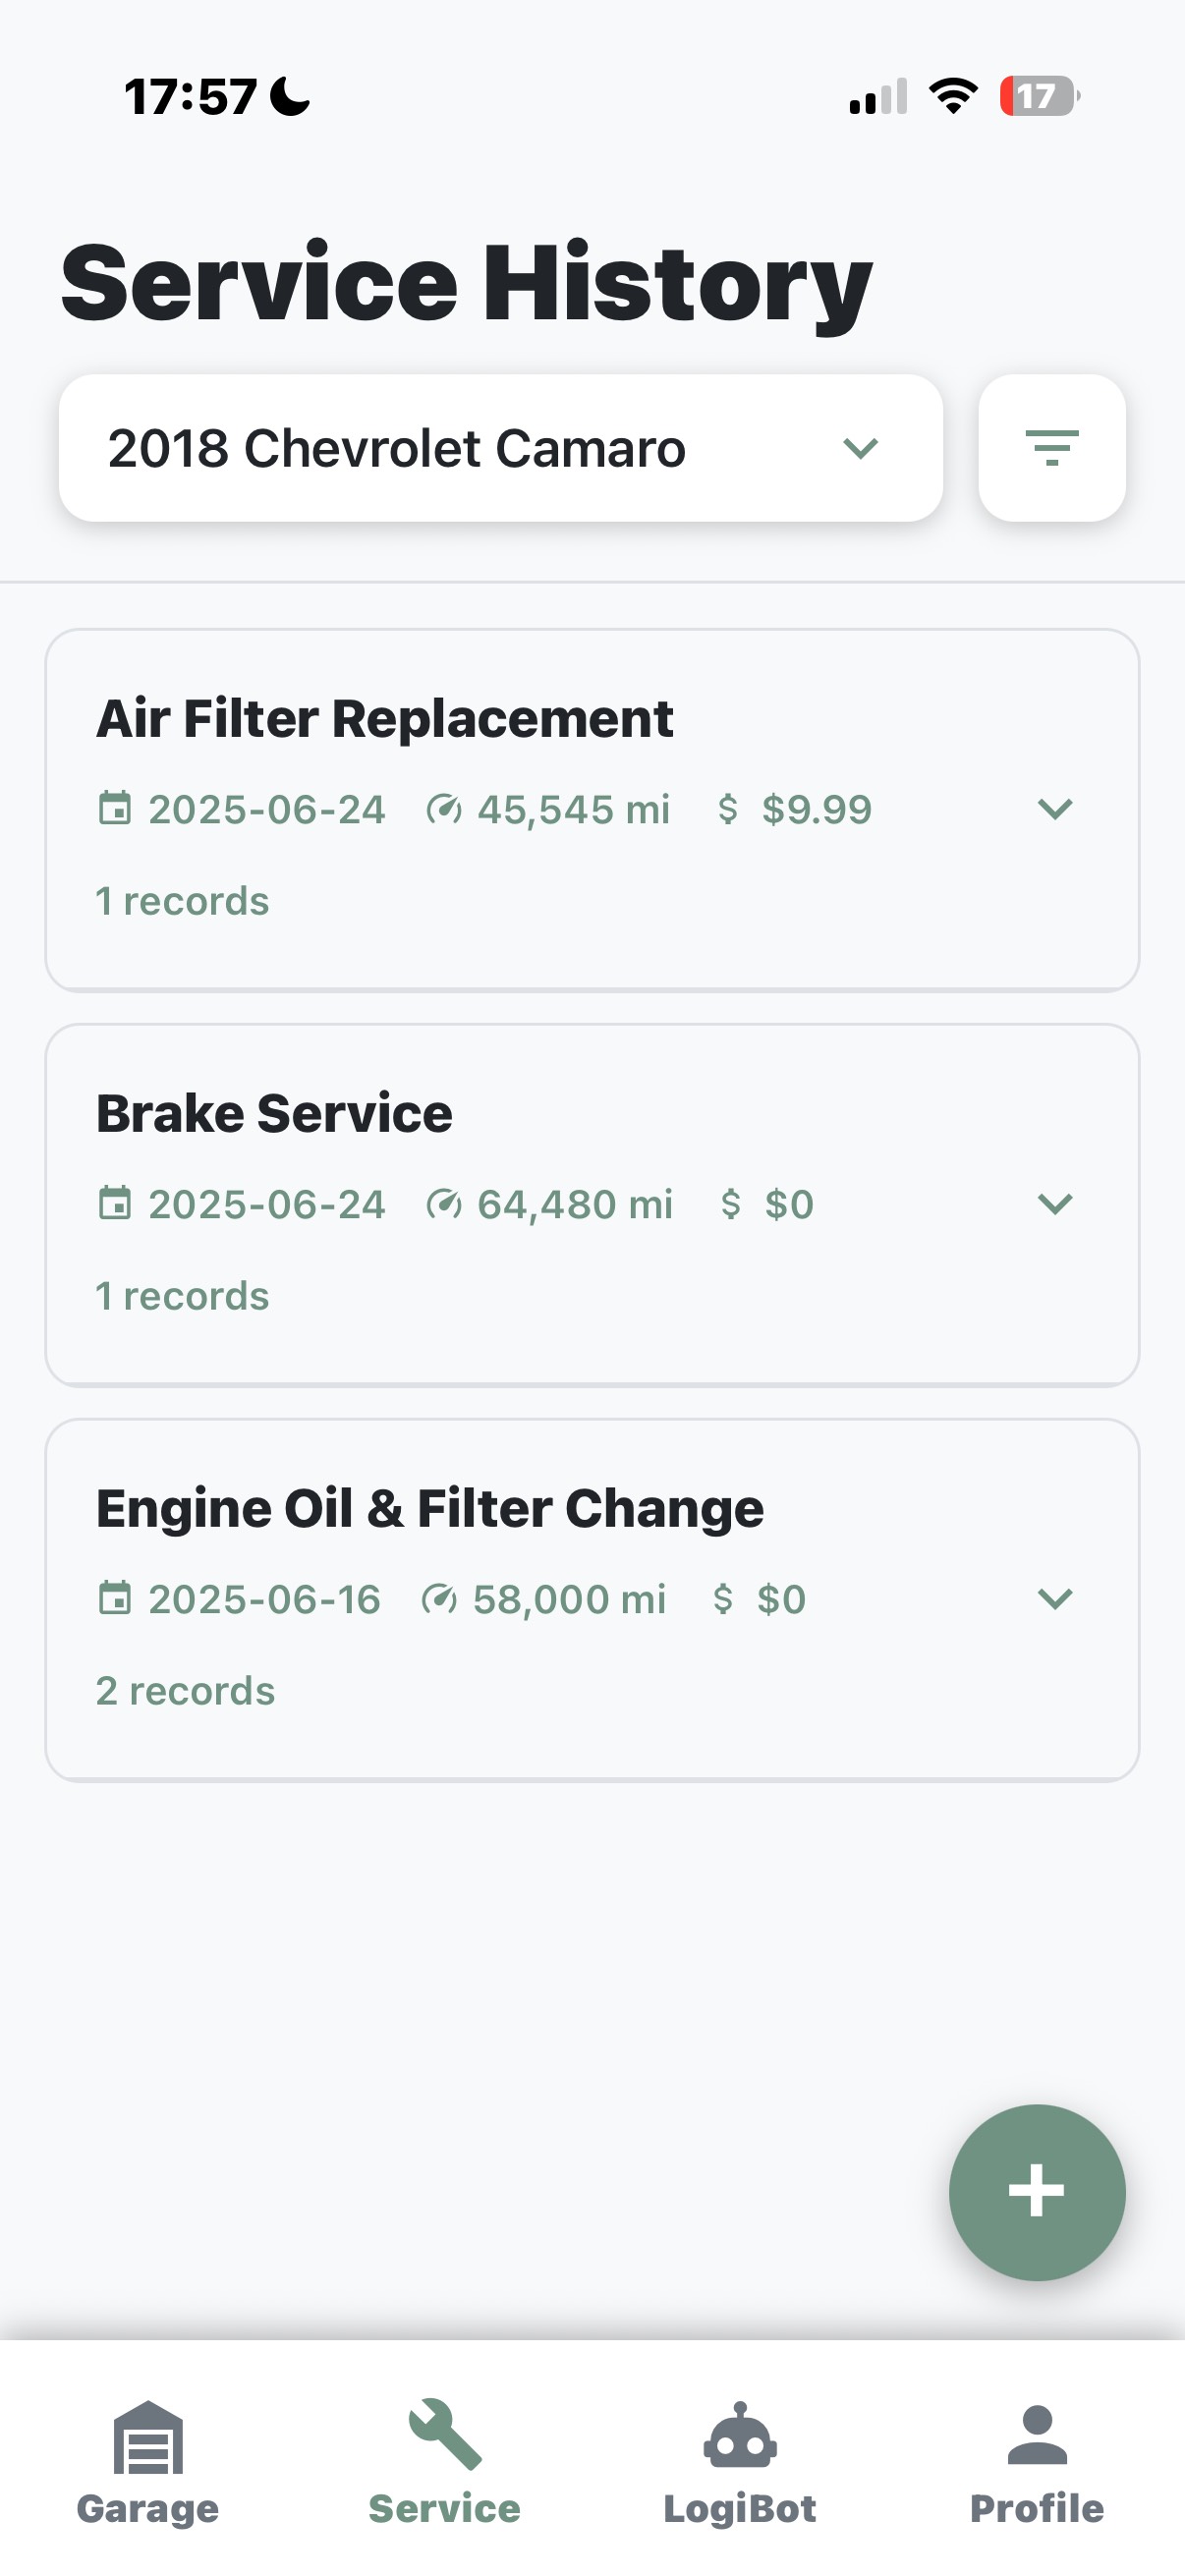 17:57
17
Service History
2018 Chevrolet Camaro
Air Filter Replacement
2025-06-24 45,545 mi $ $9.99
1 records
Brake Service
2025-06-24 64,480 mi $ $0
1 records
Engine Oil & Filter Change
2025-06-16 58,000 mi $ $0
2 records
Garage Service LogiBot Profile